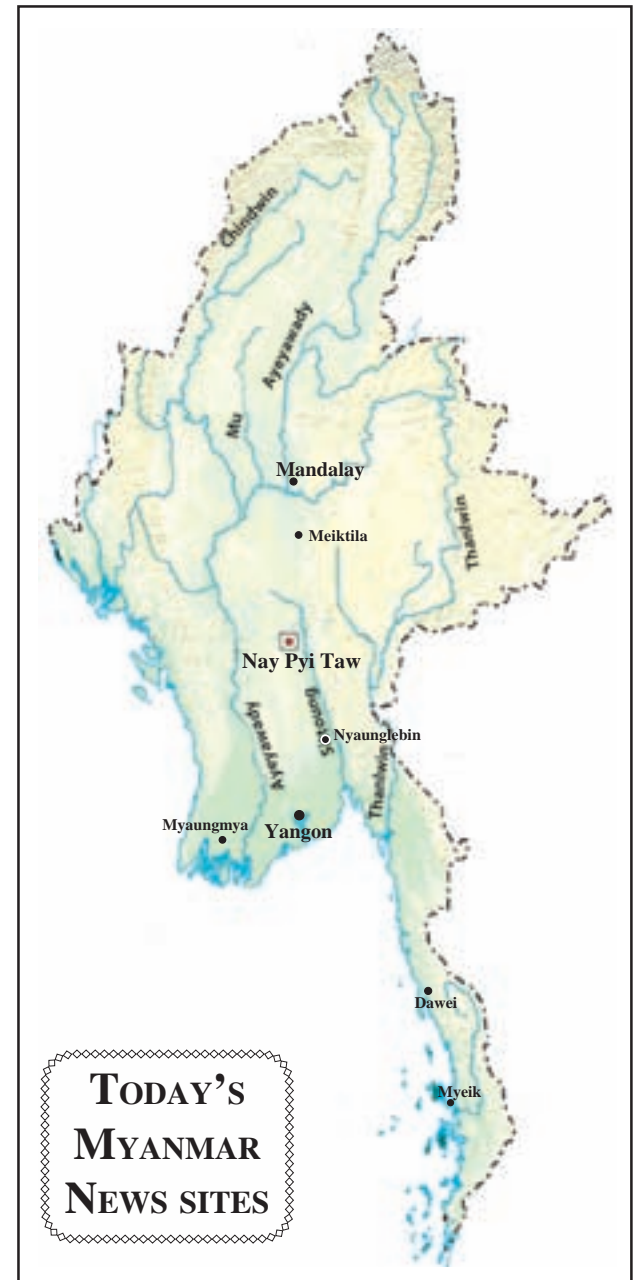 Chindwin
Ayeyawady
Mu
Mandalay
Meiktila
Thanlwin
Nay Pyi Taw
Ayeyawady
Nyaunglebin
Thanlwin
Myaungmya
Yangon
Dawei
Myeik
TODAY'S
MYANMAR
NEWS SITES